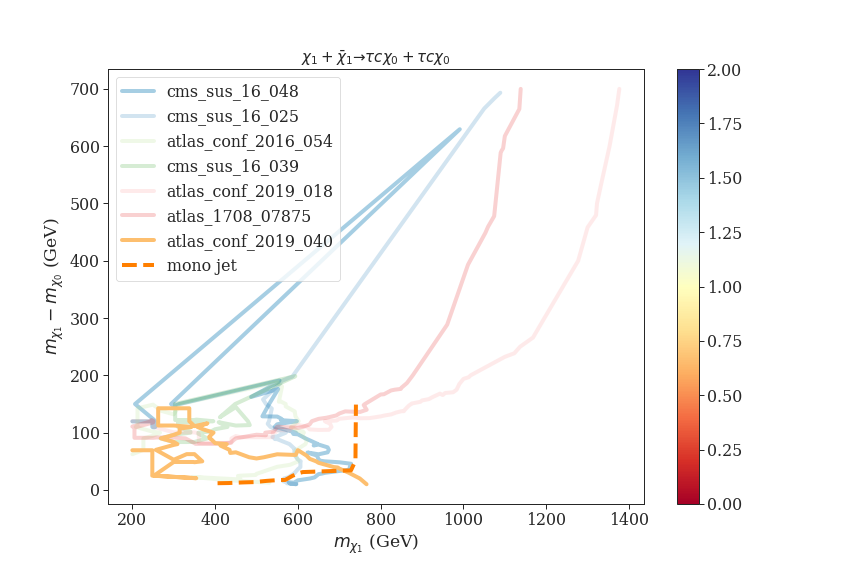 χ₁ + χ̄₁→τcχ₀ + τcχ₀
700
600
500
400
300
200
100
0
m_χ₁ − m_χ₀ (GeV)
cms_sus_16_048
cms_sus_16_025
atlas_conf_2016_054
cms_sus_16_039
atlas_conf_2019_018
atlas_1708_07875
atlas_conf_2019_040
mono jet
200
400
600
800
1000
1200
1400
m_χ₁ (GeV)
2.00
1.75
1.50
1.25
1.00
0.75
0.50
0.25
0.00